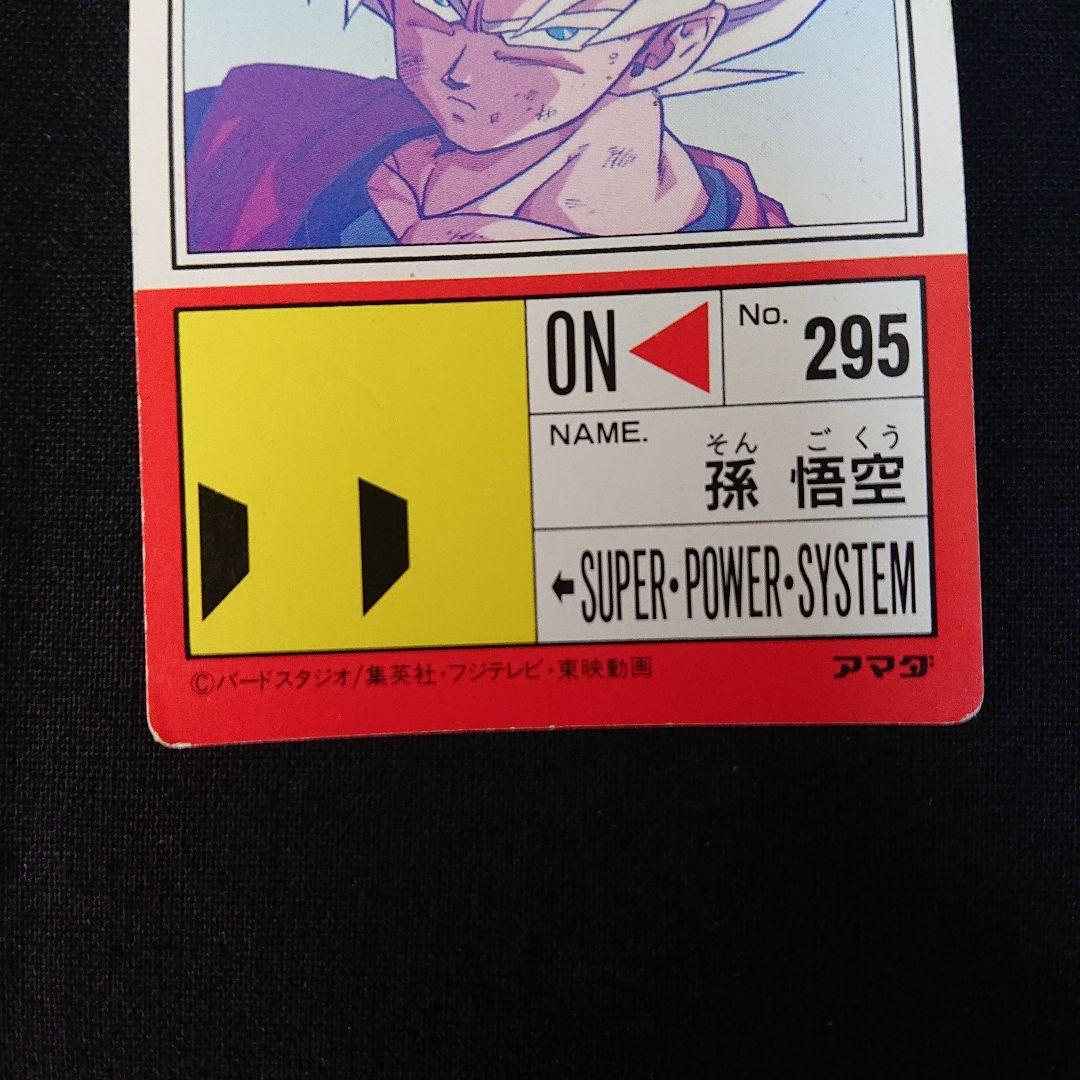 ON
No. 295
NAME.
そん ご くう
孫 悟空
SUPER・POWER・SYSTEM
©バードスタジオ/集英社・フジテレビ・東映動画
アマダ